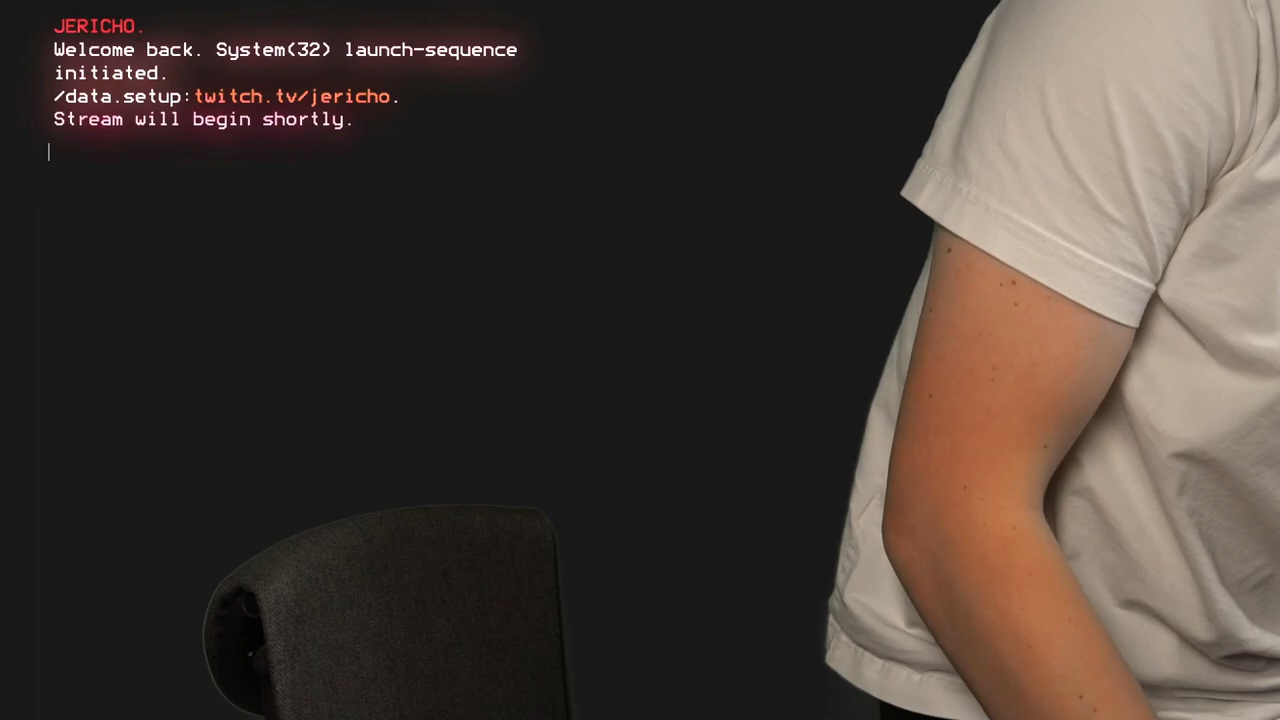 JERICHO.
Welcome back. System(32) launch-sequence
initiated.
/data.setup:twitch.tv/jericho.
Stream will begin shortly.